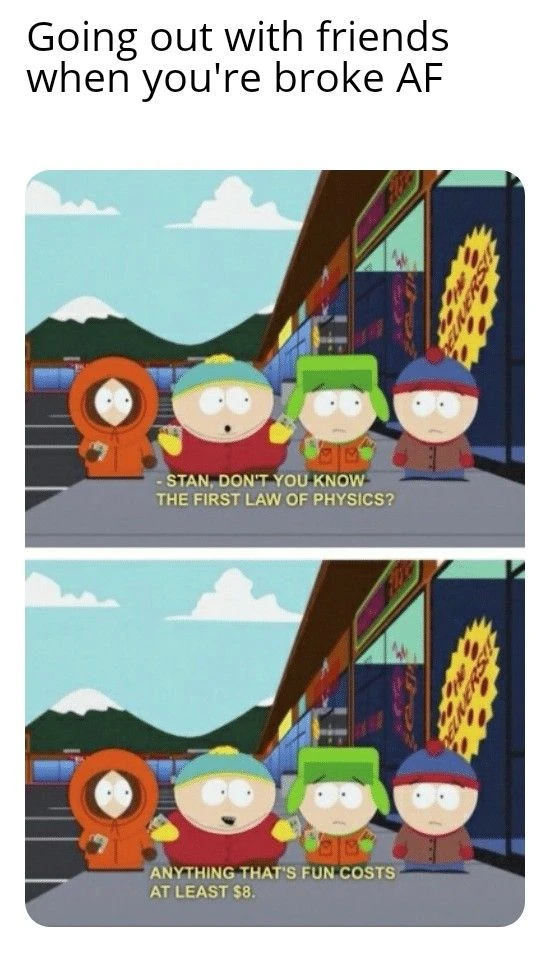 Going out with friends
when you're broke AF
- STAN, DON'T YOU KNOW
THE FIRST LAW OF PHYSICS?
ANYTHING THAT'S FUN COSTS
AT LEAST $8.